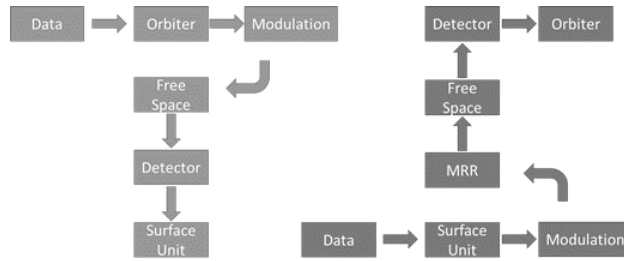 Data
Orbiter
Modulation
Free
Space
Detector
Surface
Unit
Detector
Orbiter
Free
Space
MRR
Data
Surface
Unit
Modulation